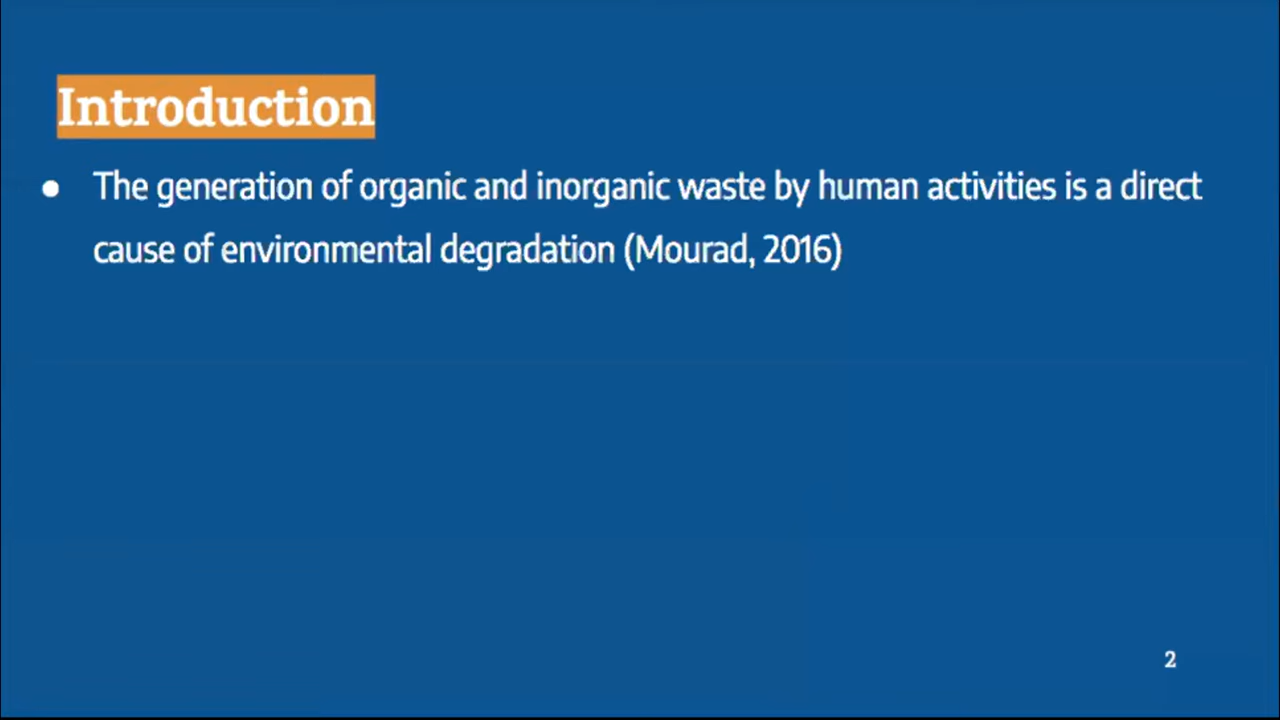 Introduction
● The generation of organic and inorganic waste by human activities is a direct
cause of environmental degradation (Mourad, 2016)
2